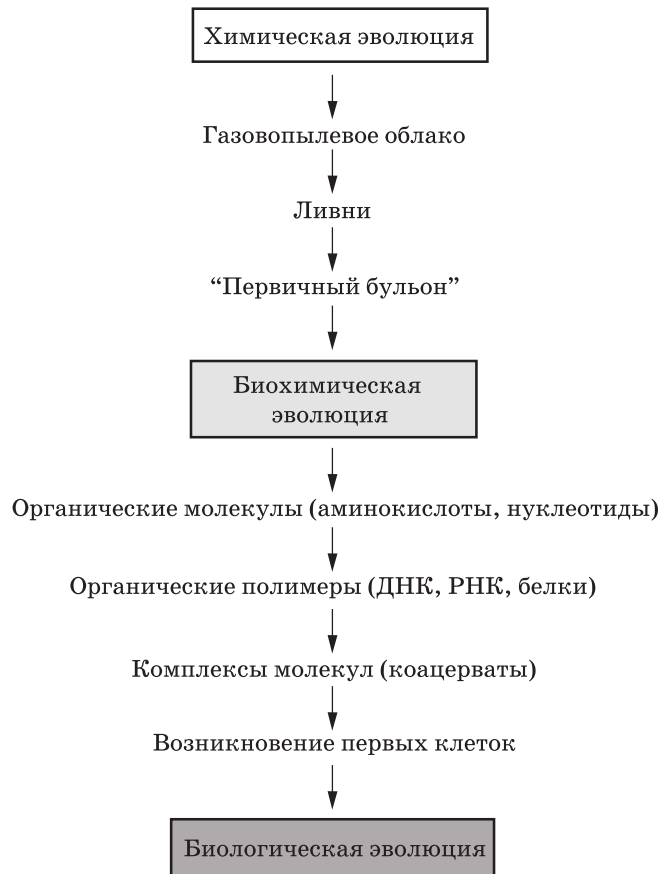 Химическая эволюция
Газовопылевое облако
Ливни
“Первичный бульон”
Биохимическая
эволюция
Органические молекулы (аминокислоты, нуклеотиды)
Органические полимеры (ДНК, РНК, белки)
Комплексы молекул (коацерваты)
Возникновение первых клеток
Биологическая эволюция